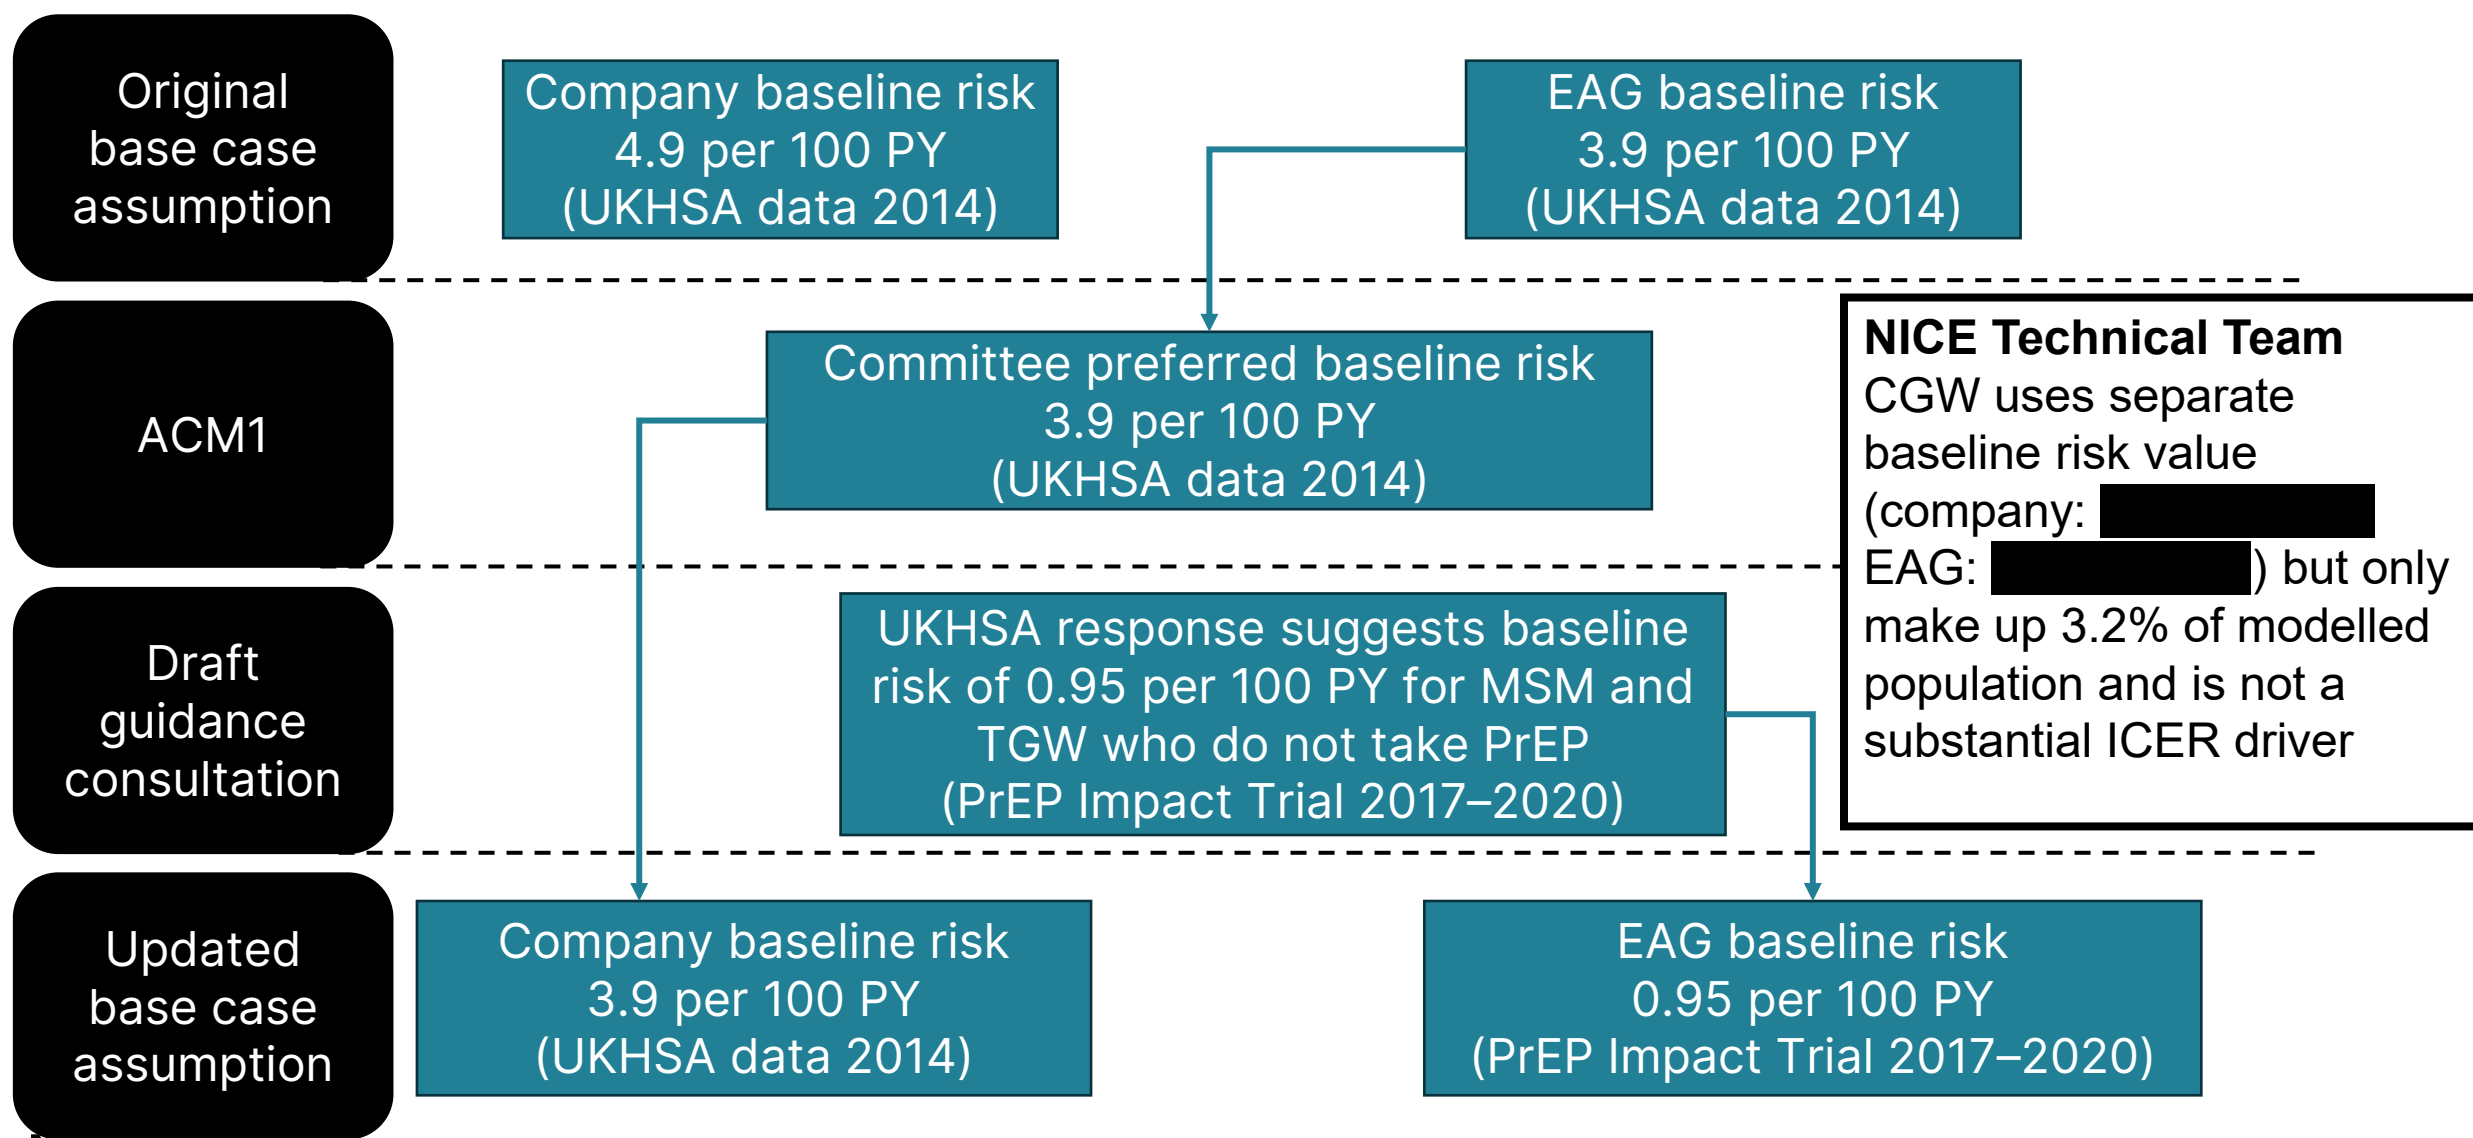 Original
base case
assumption
Company baseline risk
4.9 per 100 PY
(UKHSA data 2014)
EAG baseline risk
3.9 per 100 PY
(UKHSA data 2014)
ACM1
Committee preferred baseline risk
3.9 per 100 PY
(UKHSA data 2014)
NICE Technical Team
CGW uses separate
baseline risk value
(company:
EAG: ) but only
make up 3.2% of modelled
population and is not a
substantial ICER driver
Draft
guidance
consultation
UKHSA response suggests baseline
risk of 0.95 per 100 PY for MSM and
TGW who do not take PrEP
(PrEP Impact Trial 2017–2020)
Updated
base case
assumption
Company baseline risk
3.9 per 100 PY
(UKHSA data 2014)
EAG baseline risk
0.95 per 100 PY
(PrEP Impact Trial 2017–2020)